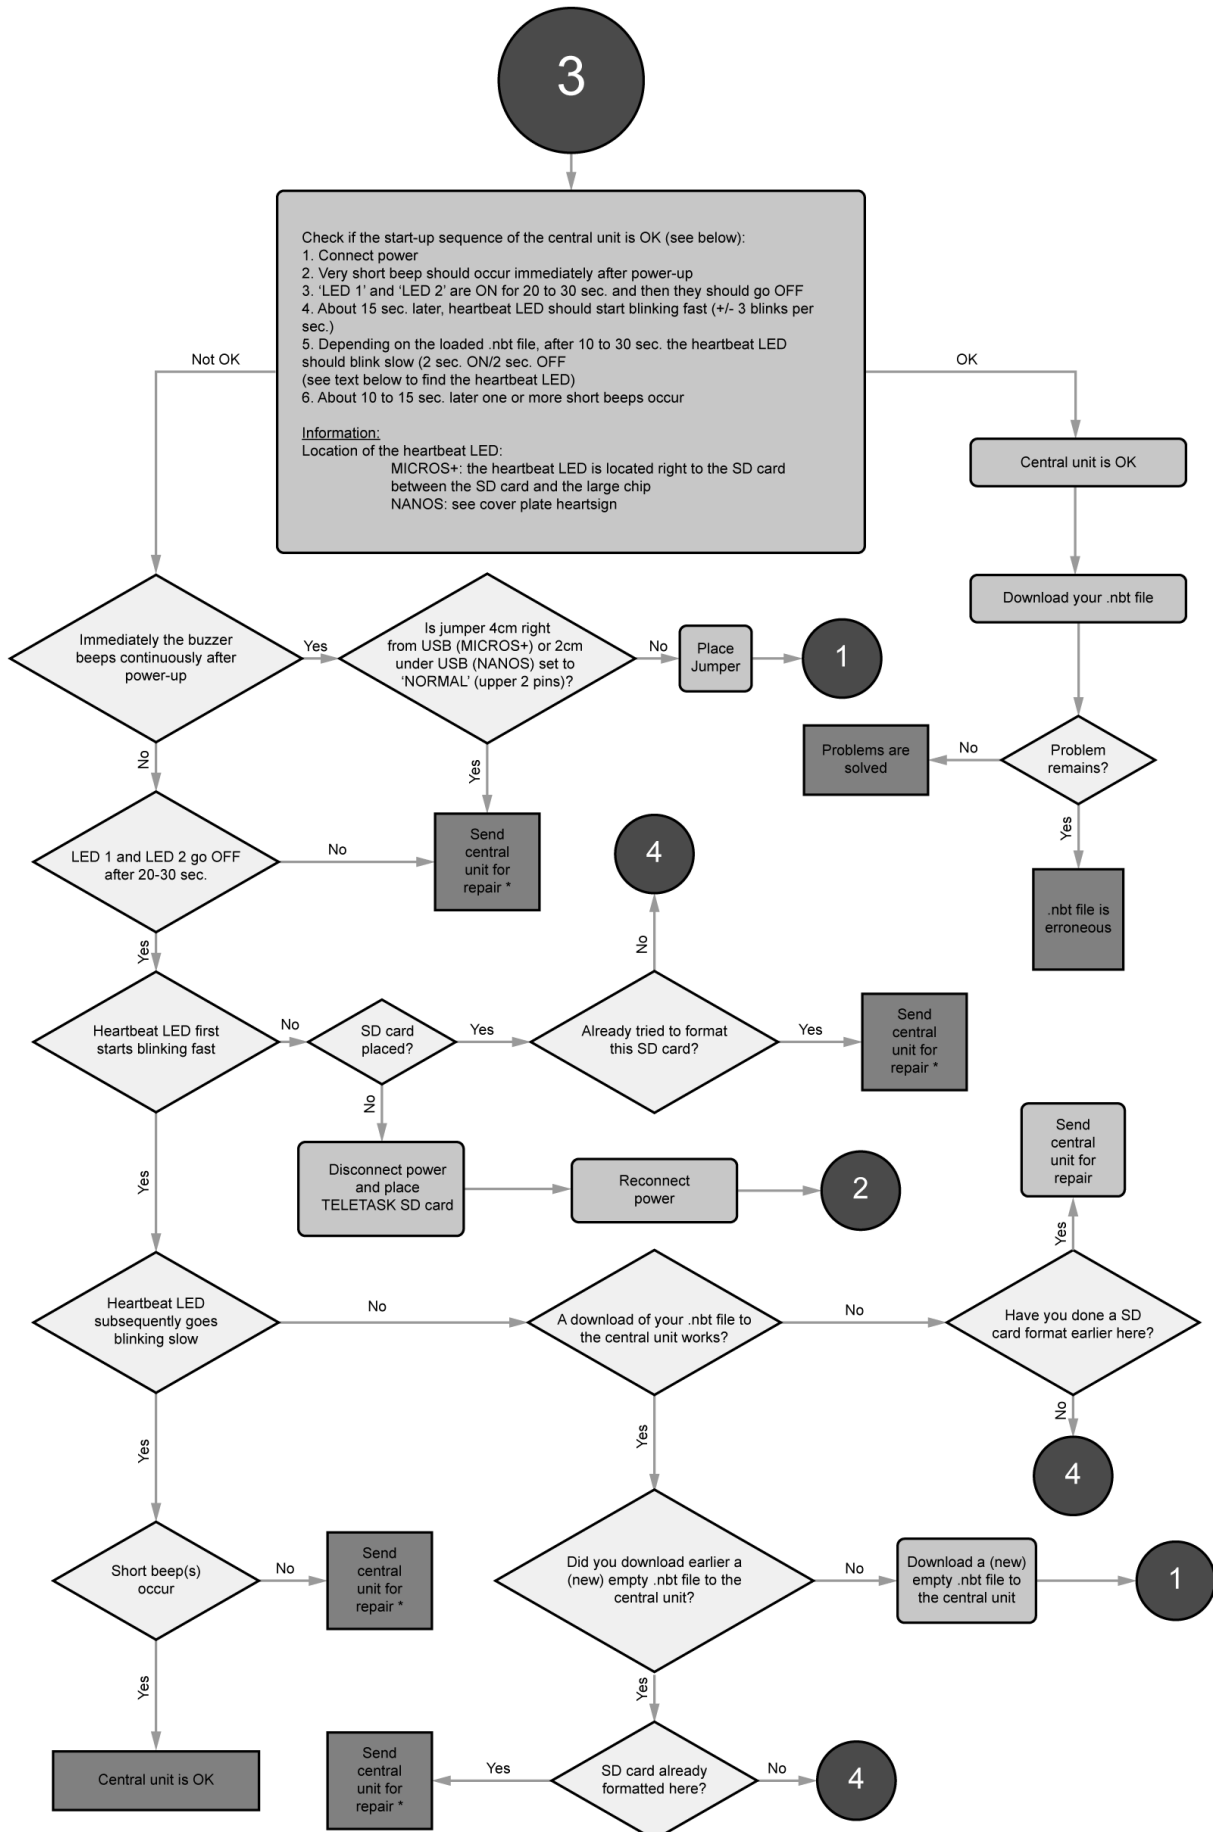 3
Check if the start-up sequence of the central unit is OK (see below):
1. Connect power
2. Very short beep should occur immediately after power-up
3. ‘LED 1’ and ‘LED 2’ are ON for 20 to 30 sec. and then they should go OFF
4. About 15 sec. later, heartbeat LED should start blinking fast (+/- 3 blinks per
sec.)
5. Depending on the loaded .nbt file, after 10 to 30 sec. the heartbeat LED
should blink slow (2 sec. ON/2 sec. OFF
(see text below to find the heartbeat LED)
6. About 10 to 15 sec. later one or more short beeps occur
Information:
Location of the heartbeat LED:
MICROS+: the heartbeat LED is located right to the SD card
between the SD card and the large chip
NANOS: see cover plate heartsign
Not OK
OK
Central unit is OK
Download your .nbt file
Immediately the buzzer
beeps continuously after
power-up
Yes
Is jumper 4cm right
from USB (MICROS+) or 2cm
under USB (NANOS) set to
‘NORMAL’ (upper 2 pins)?
No
Place
Jumper
1
Problem
remains?
No
Problems are
solved
Yes
.nbt file is
erroneous
No
Yes
Send
central
unit for
repair *
LED 1 and LED 2 go OFF
after 20-30 sec.
No
4
No
Yes
Heartbeat LED first
starts blinking fast
No
SD card
placed?
Yes
Already tried to format
this SD card?
Yes
Send
central
unit for
repair *
No
Disconnect power
and place
TELETASK SD card
Reconnect
power
2
Send
central
unit for
repair
Yes
Yes
Heartbeat LED
subsequently goes
blinking slow
No
A download of your .nbt file to
the central unit works?
No
Have you done a SD
card format earlier here?
No
4
Yes
Yes
Short beep(s)
occur
No
Send
central
unit for
repair *
Did you download earlier a
(new) empty .nbt file to the
central unit?
No
Download a (new)
empty .nbt file to
the central unit
1
Yes
Yes
Central unit is OK
Send
central
unit for
repair *
Yes
SD card already
formatted here?
No
4